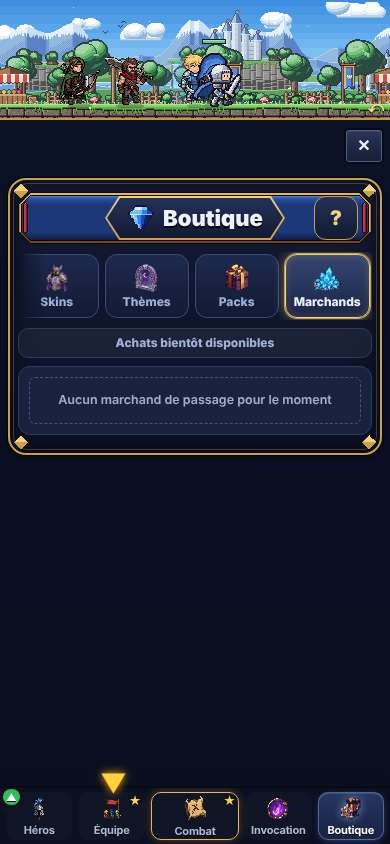 ✕
Boutique
?
Skins
Thèmes
Packs
Marchands
Achats bientôt disponibles
Aucun marchand de passage pour le moment
Héros
Équipe
Combat
Invocation
Boutique